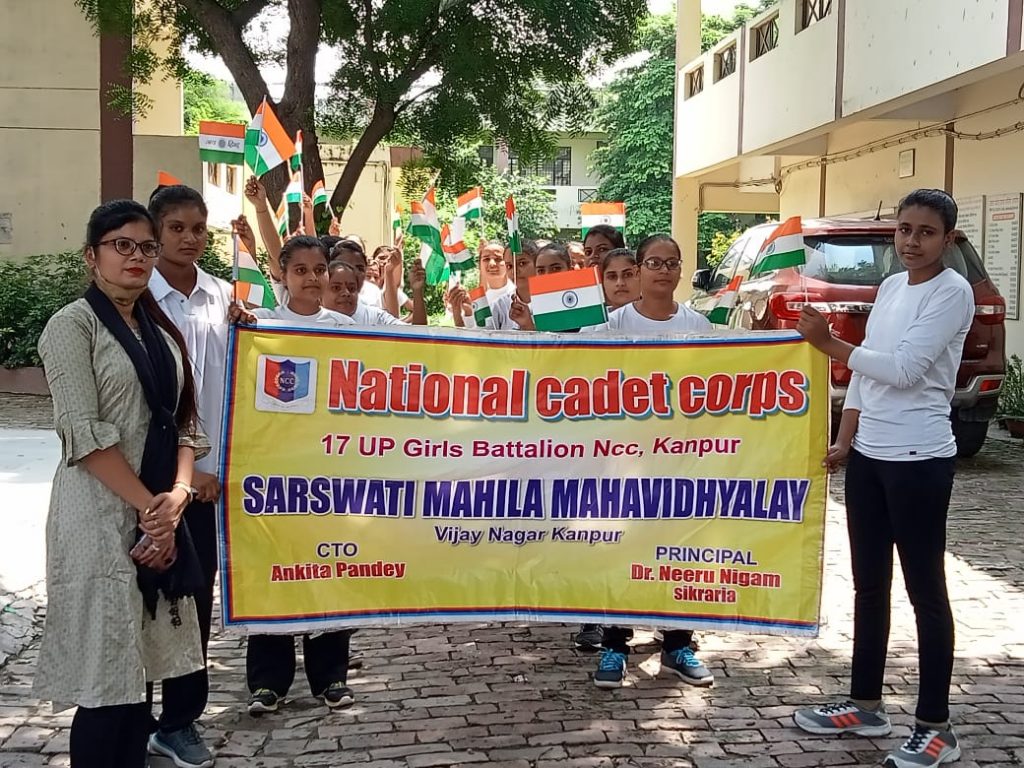 NCC
National cadet corps
17 UP Girls Battalion Ncc, Kanpur
SARSWATI MAHILA MAHAVIDHYALAY
Vijay Nagar Kanpur
CTO
Ankita Pandey
PRINCIPAL
Dr. Neeru Nigam
sikraria